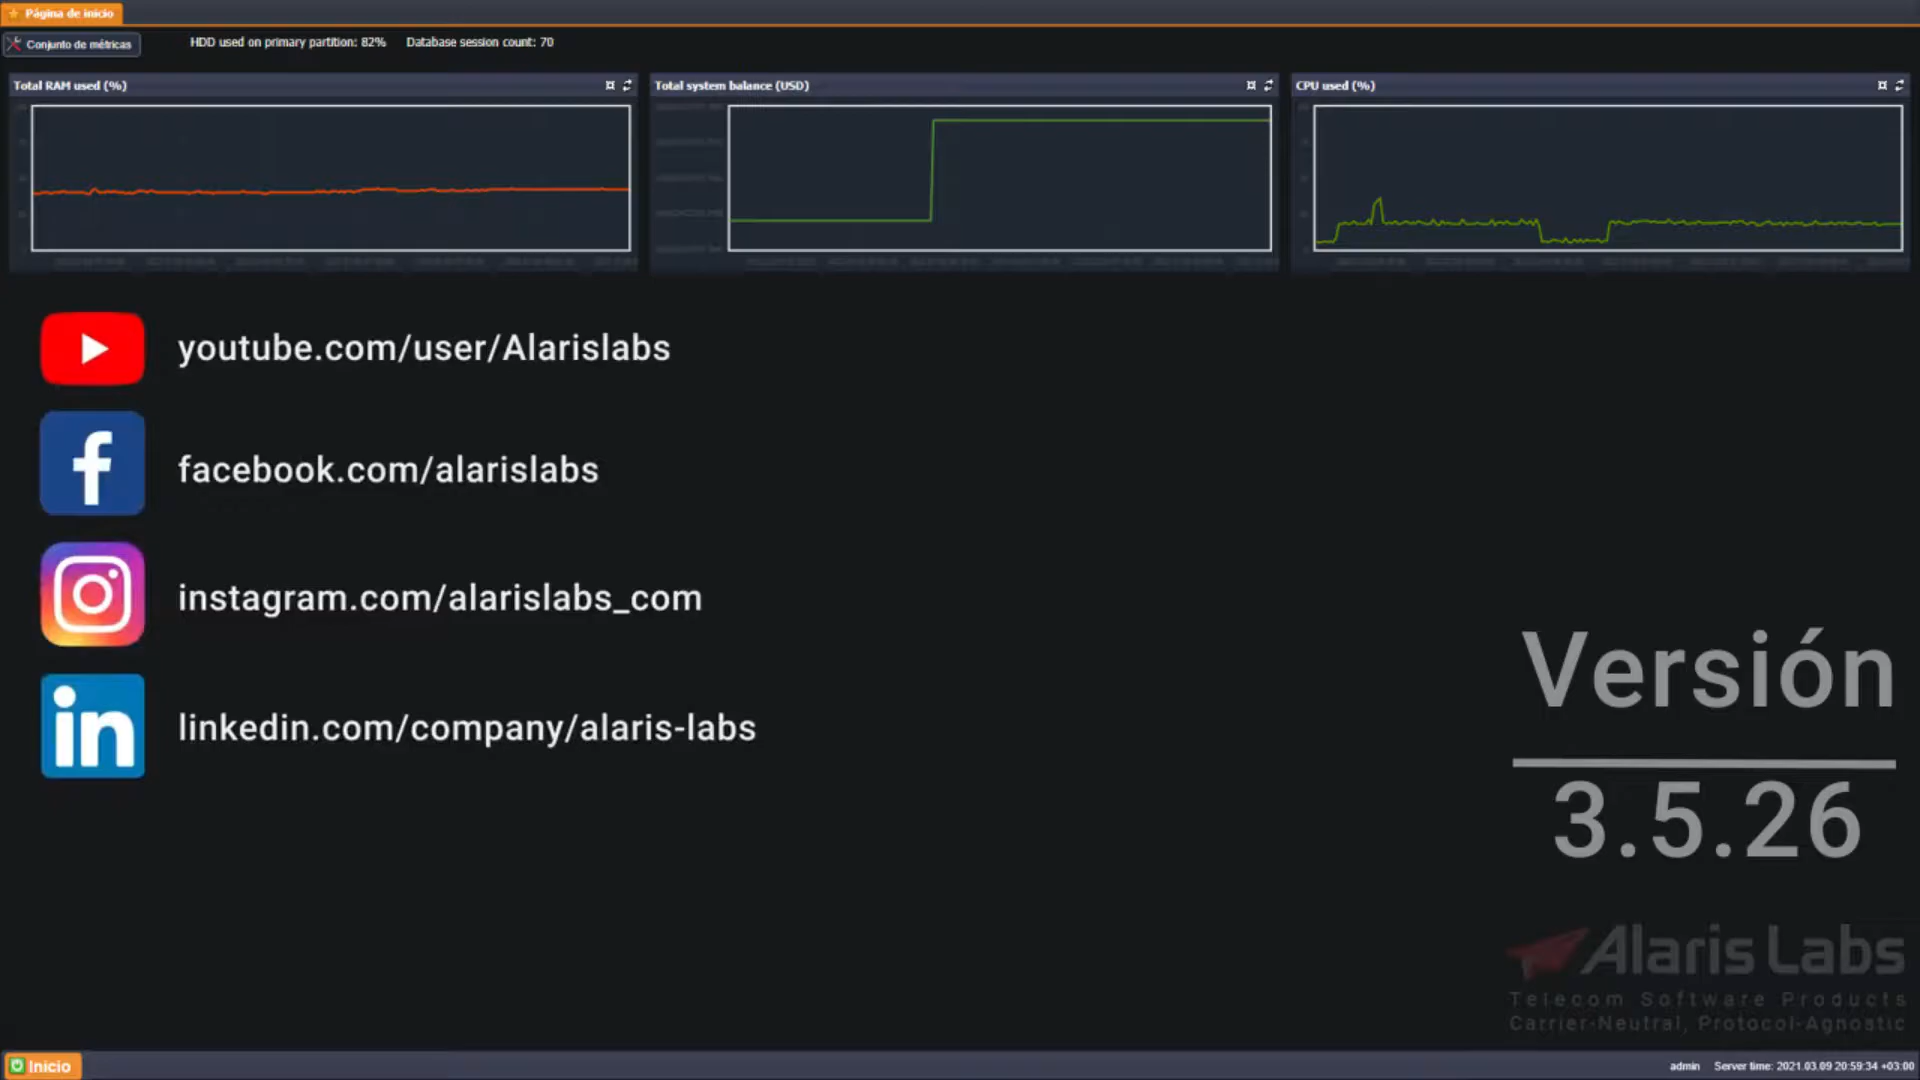 Página de inicio
Conjunto de métricas
HDD used on primary partition: 82%
Database session count: 70
Total RAM used (%)
Total system balance (USD)
CPU used (%)
youtube.com/user/Alarislabs
facebook.com/alarislabs
instagram.com/alarislabs_com
linkedin.com/company/alaris-labs
Versión
3.5.26
Alaris Labs
Telecom Software Products
Carrier-Neutral, Protocol-Agnostic
Inicio
admin
Server time: 2021.03.09 20:59:34 +03:00